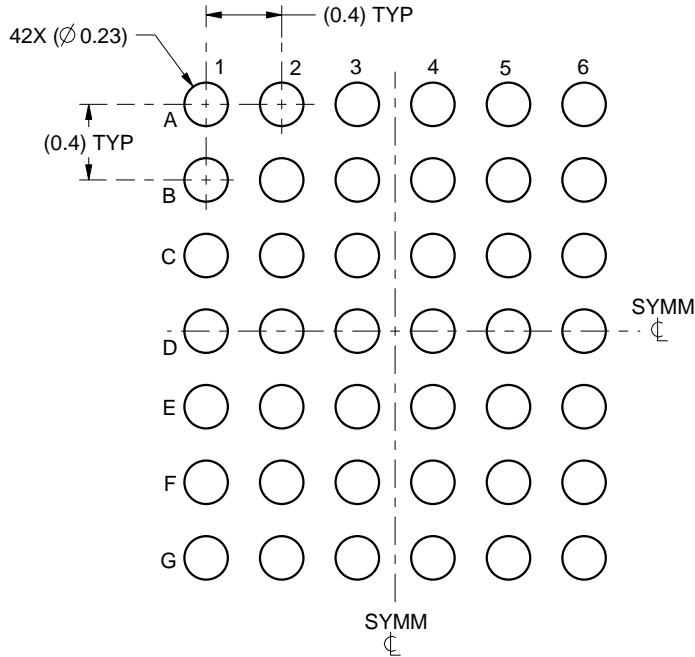 (0.4) TYP
42X (∅ 0.23)
1 2 3 4 5 6
A
(0.4) TYP
B
C
SYMM
℄
D
E
F
G
SYMM
℄